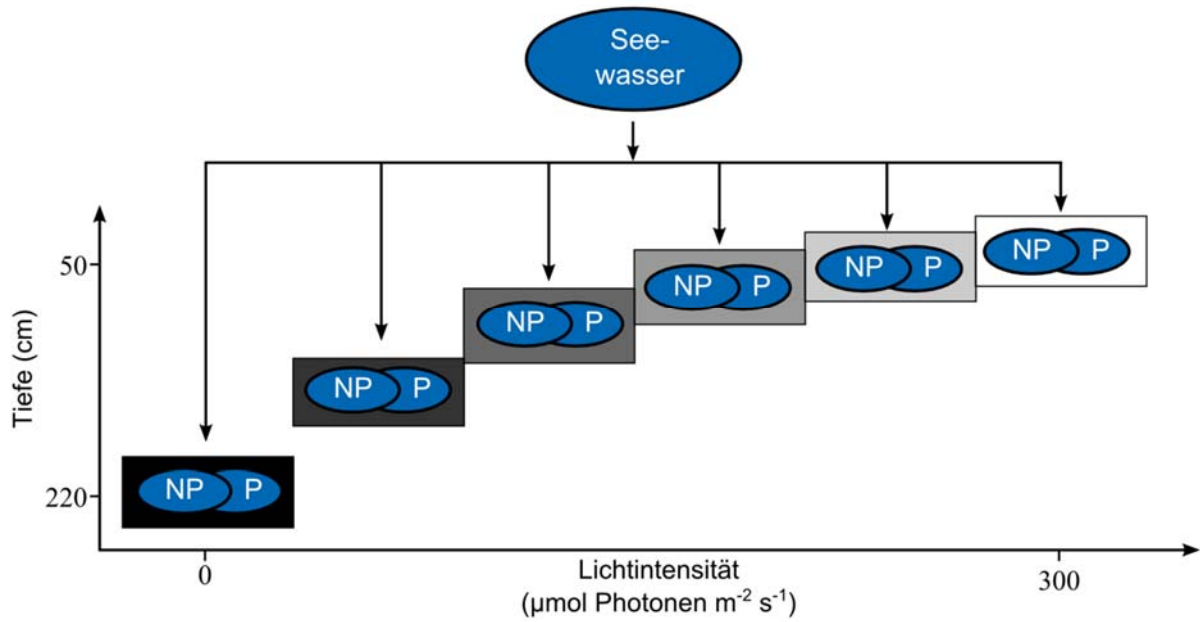 See-
wasser
50
NP P
NP P
NP P
NP P
NP P
NP P
220
Tiefe (cm)
0
300
Lichtintensität
(µmol Photonen m⁻² s⁻¹)